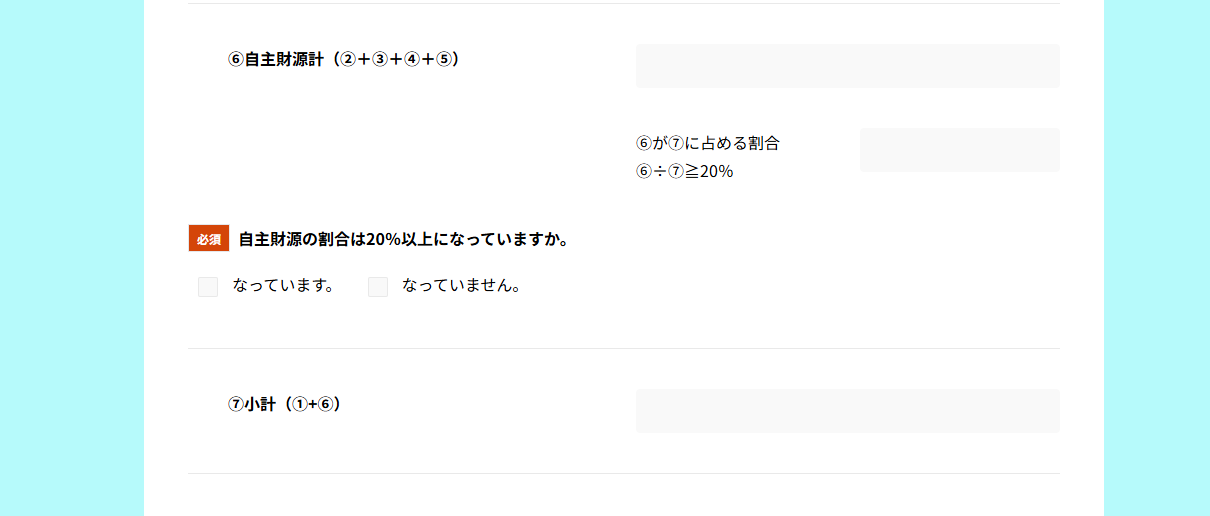 ⑥自主財源計（②＋③＋④＋⑤）
⑥が⑦に占める割合
⑥÷⑦≧20%
必須 自主財源の割合は20%以上になっていますか。
なっています。 なっていません。
⑦小計（①+⑥）